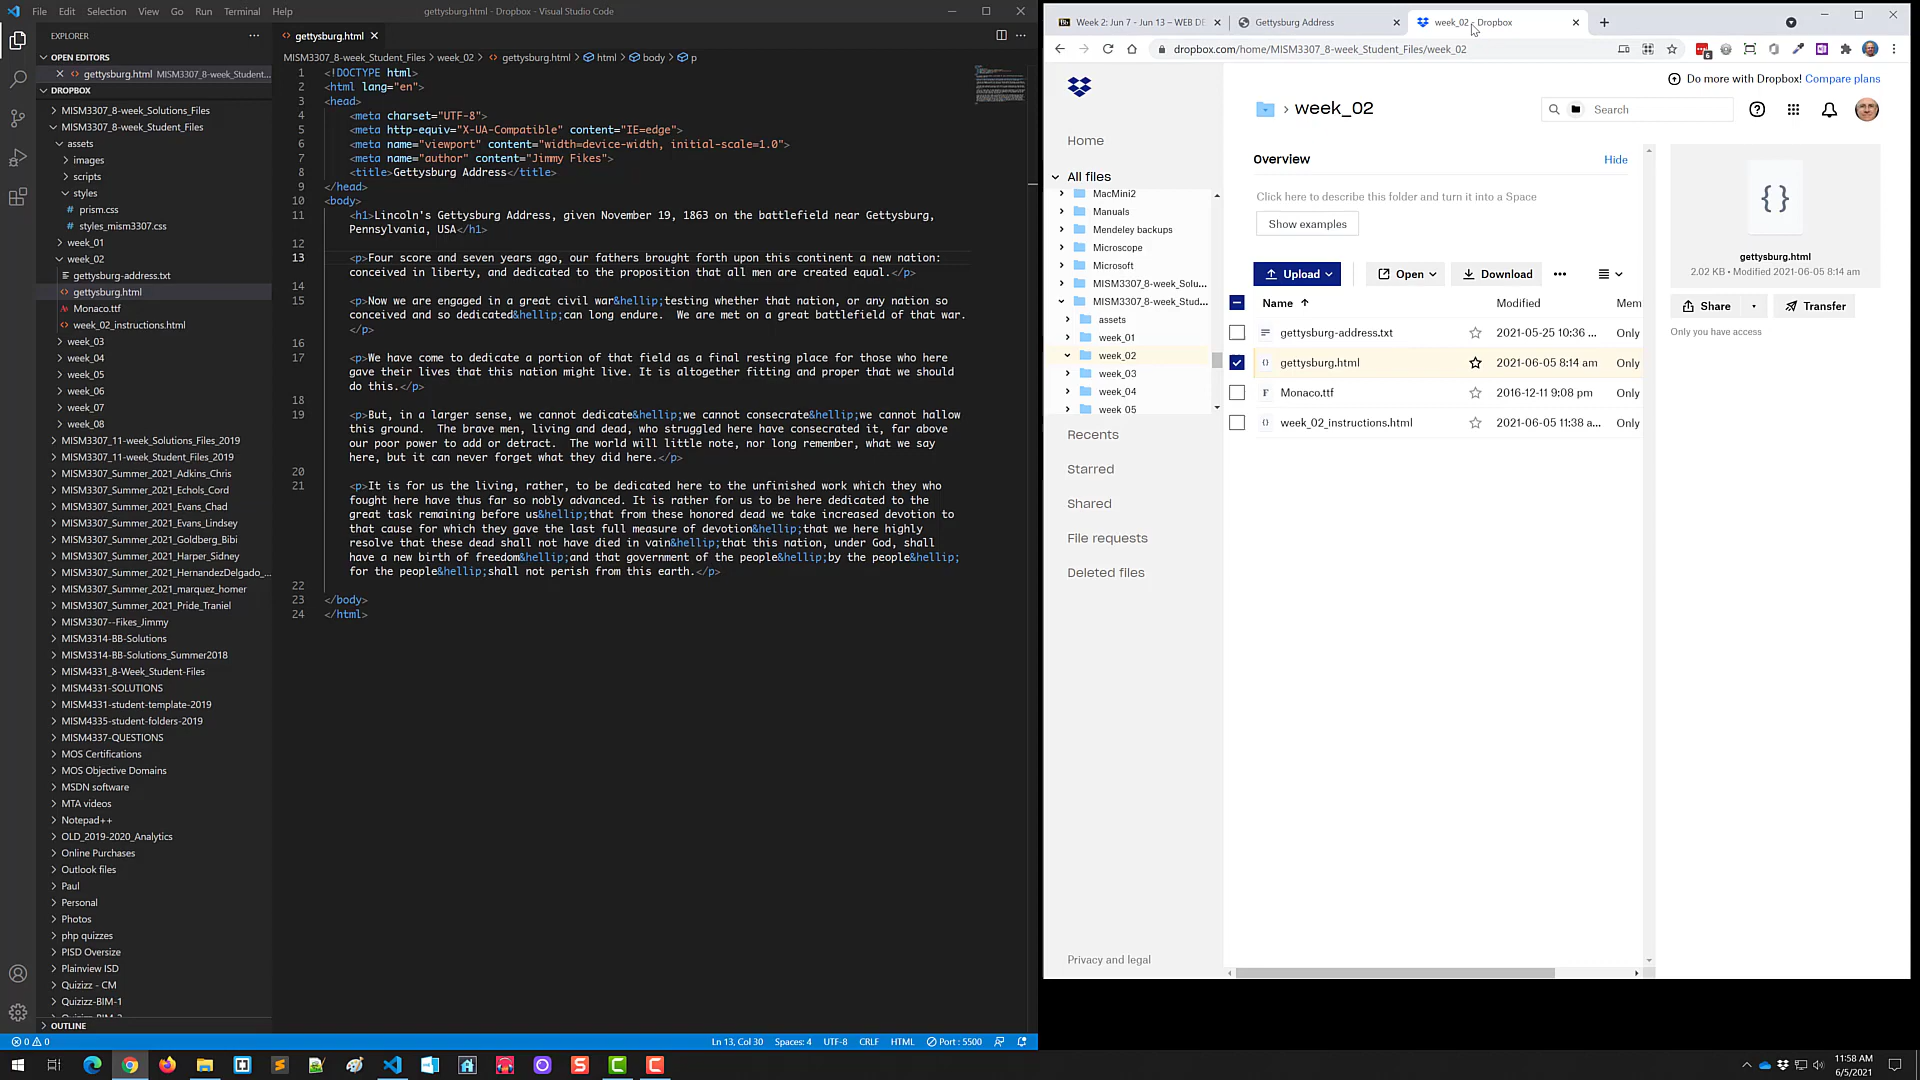 File Edit Selection View Go Run Terminal Help
gettysburg.html - Dropbox - Visual Studio Code
EXPLORER
OPEN EDITORS
gettysburg.html MISM3307_8-week_Student...
DROPBOX
MISM3307_8-week_Solutions_Files
MISM3307_8-week_Student_Files
assets
images
scripts
styles
prism.css
styles_mism3307.css
week_01
week_02
gettysburg-address.txt
gettysburg.html
Monaco.ttf
week_02_instructions.html
week_03
week_04
week_05
week_06
week_07
week_08
MISM3307_11-week_Solutions_Files_2019
MISM3307_11-week_Student_Files_2019
MISM3307_Summer_2021_Adkins_Chris
MISM3307_Summer_2021_Echols_Cord
MISM3307_Summer_2021_Evans_Chad
MISM3307_Summer_2021_Evans_Lindsey
MISM3307_Summer_2021_Goldberg_Bibi
MISM3307_Summer_2021_Harper_Sidney
MISM3307_Summer_2021_HernandezDelgado_...
MISM3307_Summer_2021_marquez_homer
MISM3307_Summer_2021_Pride_Traniel
MISM3307--Fikes_Jimmy
MISM3314-BB-Solutions
MISM3314-BB-Solutions_Summer2018
MISM4331_8-Week_Student-Files
MISM4331-SOLUTIONS
MISM4331-student-template-2019
MISM4335-student-folders-2019
MISM4337-QUESTIONS
MOS Certifications
MOS Objective Domains
MSDN software
MTA videos
Notepad++
OLD_2019-2020_Analytics
Online Purchases
Outlook files
Paul
Personal
Photos
php quizzes
PISD Oversize
Plainview ISD
Quizizz - CM
Quizizz-BIM-1
OUTLINE
gettysburg.html
MISM3307_8-week_Student_Files > week_02 > gettysburg.html > html > body > p
1 <!DOCTYPE html>
2 <html lang="en">
3 <head>
4 <meta charset="UTF-8">
5 <meta http-equiv="X-UA-Compatible" content="IE=edge">
6 <meta name="viewport" content="width=device-width, initial-scale=1.0">
7 <meta name="author" content="Jimmy Fikes">
8 <title>Gettysburg Address</title>
9 </head>
10 <body>
11 <h1>Lincoln's Gettysburg Address, given November 19, 1863 on the battlefield near Gettysburg,
Pennsylvania, USA</h1>
12
13 <p>Four score and seven years ago, our fathers brought forth upon this continent a new nation:
conceived in liberty, and dedicated to the proposition that all men are created equal.</p>
14
15 <p>Now we are engaged in a great civil war&hellip;testing whether that nation, or any nation so
conceived and so dedicated&hellip;can long endure.  We are met on a great battlefield of that war.
</p>
16
17 <p>We have come to dedicate a portion of that field as a final resting place for those who here
gave their lives that this nation might live. It is altogether fitting and proper that we should
do this.</p>
18
19 <p>But, in a larger sense, we cannot dedicate&hellip;we cannot consecrate&hellip;we cannot hallow
this ground.  The brave men, living and dead, who struggled here have consecrated it, far above
our poor power to add or detract.  The world will little note, nor long remember, what we say
here, but it can never forget what they did here.</p>
20
21 <p>It is for us the living, rather, to be dedicated here to the unfinished work which they who
fought here have thus far so nobly advanced. It is rather for us to be here dedicated to the
great task remaining before us&hellip;that from these honored dead we take increased devotion to
that cause for which they gave the last full measure of devotion&hellip;that we here highly
resolve that these dead shall not have died in vain&hellip;that this nation, under God, shall
have a new birth of freedom&hellip;and that government of the people&hellip;by the people&hellip;
for the people&hellip;shall not perish from this earth.</p>
22
23 </body>
24 </html>
0 0
Ln 13, Col 30 Spaces: 4 UTF-8 CRLF HTML Port : 5500
Week 2: Jun 7 - Jun 13 – WEB DE
Gettysburg Address
week_02 - Dropbox
dropbox.com/home/MISM3307_8-week_Student_Files/week_02
Do more with Dropbox! Compare plans
week_02
Search
Home
All files
MacMini2
Manuals
Mendeley backups
Microscope
Microsoft
MISM3307_8-week_Solu...
MISM3307_8-week_Stud...
assets
week_01
week_02
week_03
week_04
week 05
Recents
Starred
Shared
File requests
Deleted files
Privacy and legal
Overview
Hide
Click here to describe this folder and turn it into a Space
Show examples
Upload Open Download
Name Modified Mem
gettysburg-address.txt 2021-05-25 10:36 ... Only
gettysburg.html 2021-06-05 8:14 am Only
Monaco.ttf 2016-12-11 9:08 pm Only
week_02_instructions.html 2021-06-05 11:38 a... Only
gettysburg.html
2.02 KB • Modified 2021-06-05 8:14 am
Share Transfer
Only you have access
11:58 AM
6/5/2021